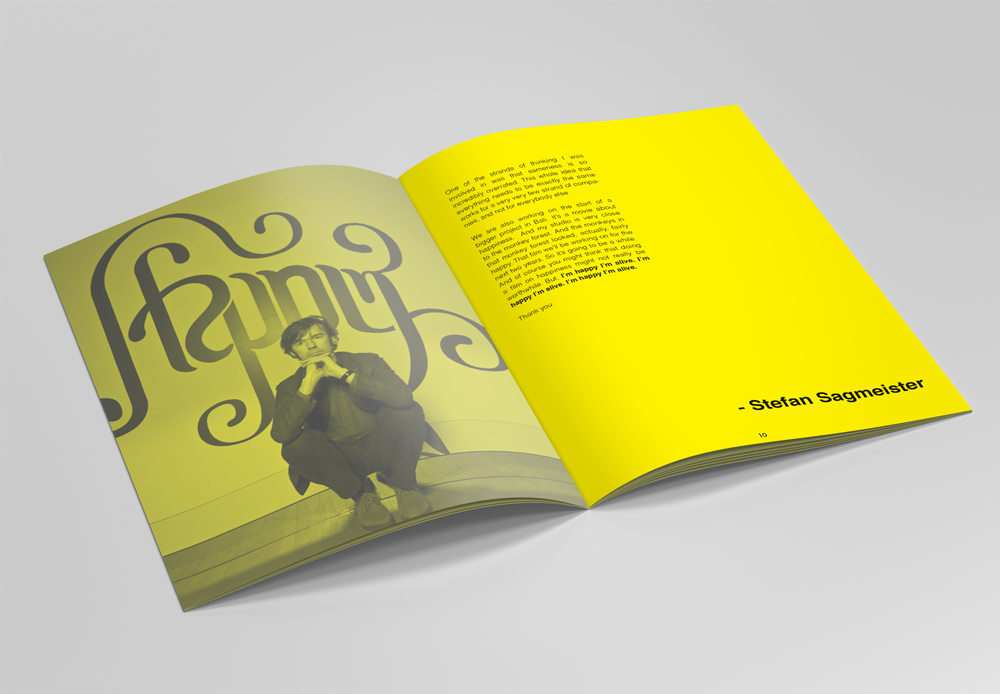 Happy
One of the strands of thinking I was
involved in was that sameness is so
incredibly overrated. This whole idea that
everything needs to be exactly the same
works for a very very few strand of compa-
nies, and not for everybody else.
We are also working on the start of a
bigger project in Bali. It's a movie about
happiness. And my studio is very close
to the monkey forest. And the monkeys in
that monkey forest looked, actually, fairly
happy. That film we'll be working on for the
next two years. So it's going to be a while.
And of course you might think that doing
a film on happiness might not really be
worthwhile. But, I'm happy I'm alive. I'm
happy I'm alive. I'm happy I'm alive.
Thank you.
- Stefan Sagmeister
10